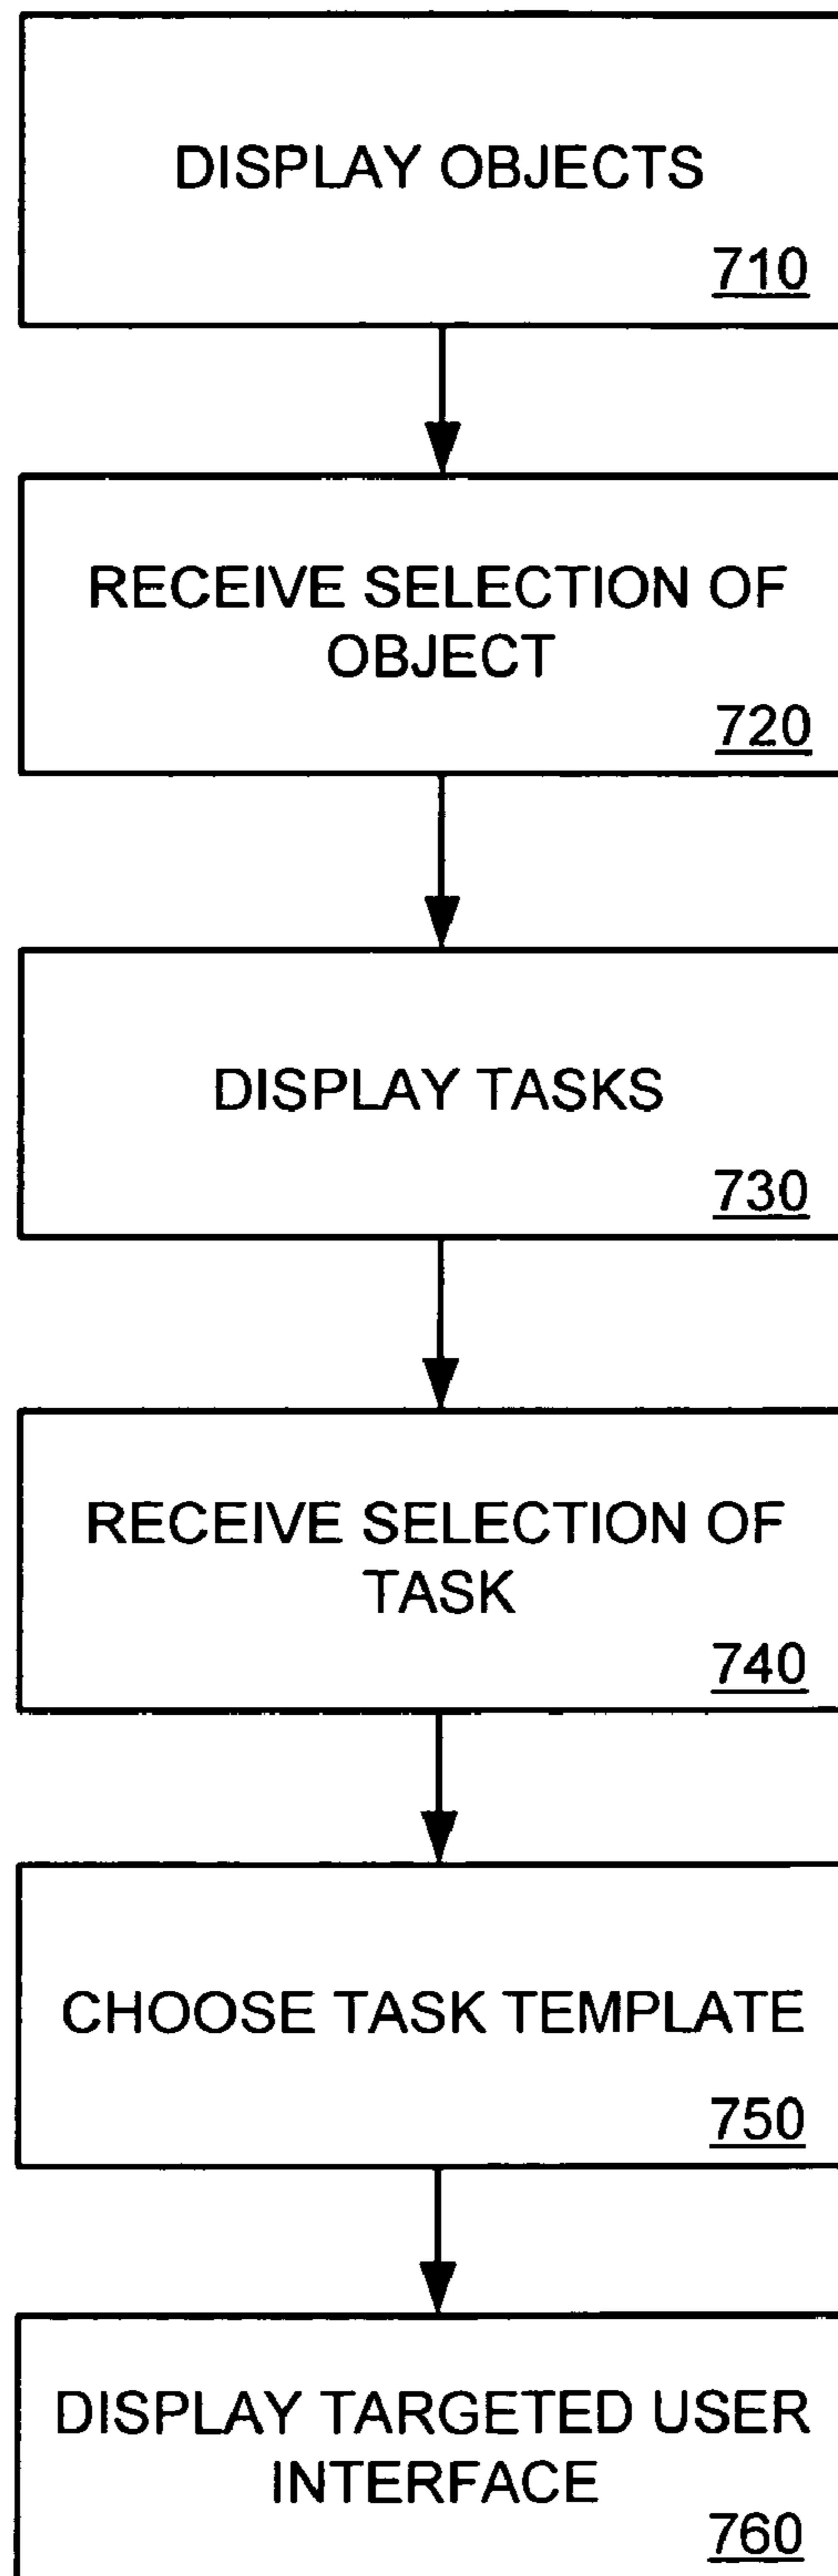 DISPLAY OBJECTS
710
RECEIVE SELECTION OF
OBJECT
720
DISPLAY TASKS
730
RECEIVE SELECTION OF
TASK
740
CHOOSE TASK TEMPLATE
750
DISPLAY TARGETED USER
INTERFACE
760